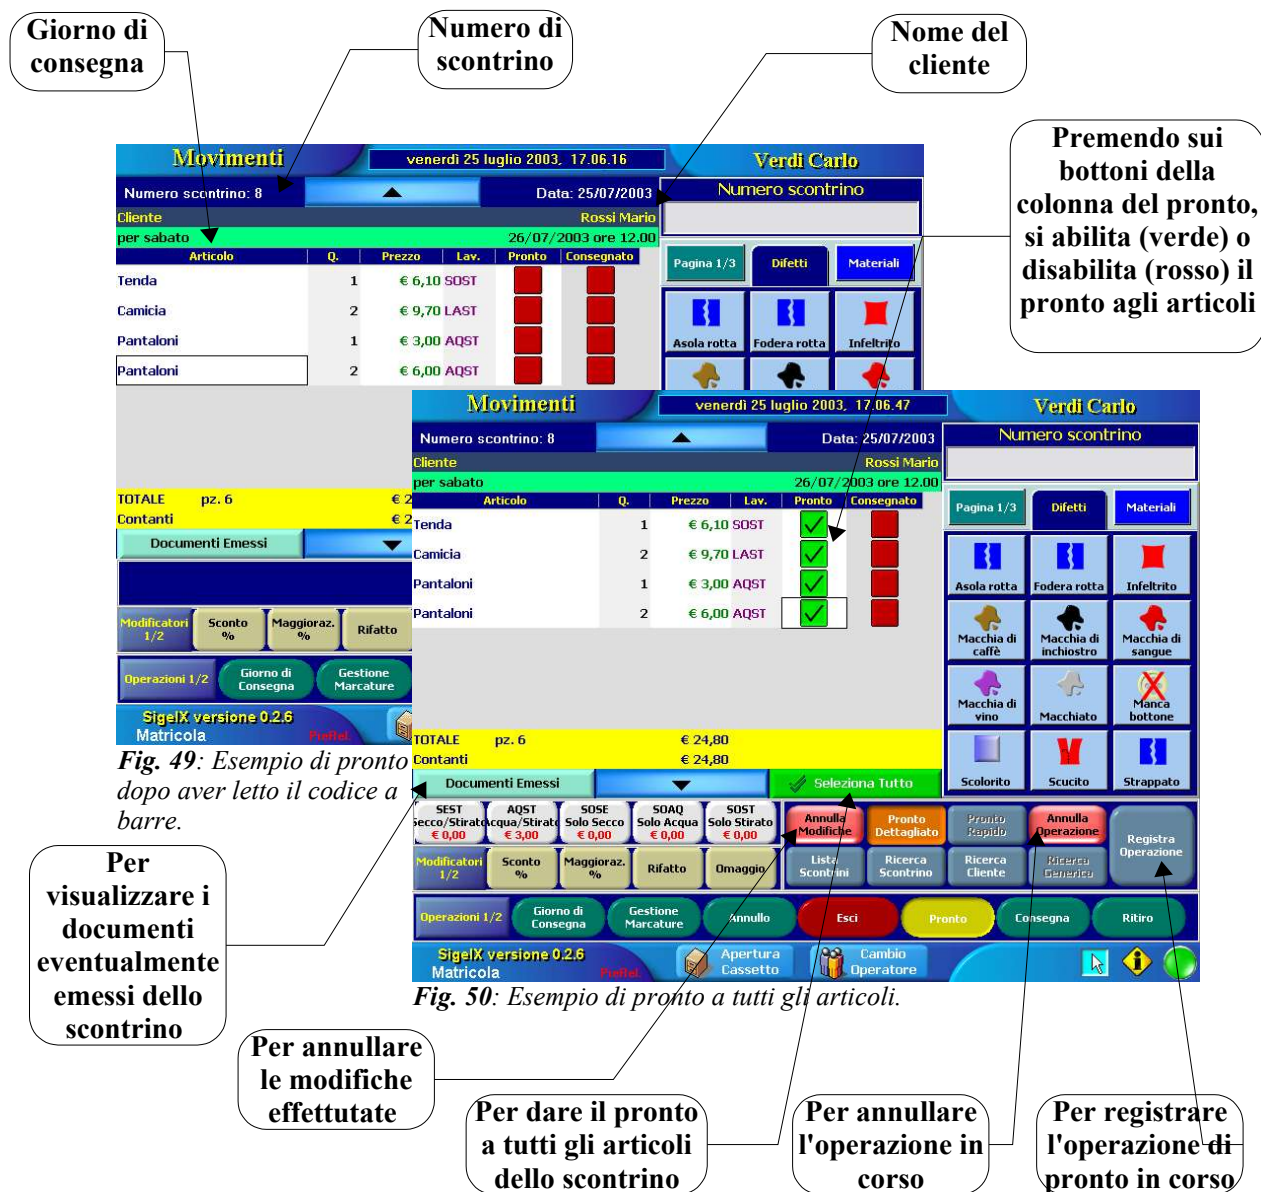 Giorno di
consegna
Numero di
scontrino
Nome del
cliente
Premendo sui
bottoni della
colonna del pronto,
si abilita (verde) o
disabilita (rosso) il
pronto agli articoli
Movimenti
venerdì 25 luglio 2003, 17.06.16
Verdi Carlo
Numero scontrino: 8
Data: 25/07/2003
Numero scontrino
Cliente
Rossi Mario
per sabato
26/07/2003 ore 12.00
Articolo Q. Prezzo Lav. Pronto Consegnato
Pagina 1/3 Difetti Materiali
Tenda 1 € 6,10 SOST
Camicia 2 € 9,70 LAST
Pantaloni 1 € 3,00 AQST
Pantaloni 2 € 6,00 AQST
Asola rotta Fodera rotta Infeltrito
TOTALE pz. 6 € 2
Contanti € 2
Documenti Emessi
Modificatori
1/2
Sconto
%
Maggioraz.
%
Rifatto
Operazioni 1/2
Giorno di
Consegna
Gestione
Marcature
SigelX versione 0.2.6
Matricola
PreRel.
Fig. 49: Esempio di pronto
dopo aver letto il codice a
barre.
Movimenti
venerdì 25 luglio 2003, 17.06.47
Verdi Carlo
Numero scontrino: 8
Data: 25/07/2003
Numero scontrino
Cliente
Rossi Mario
per sabato
26/07/2003 ore 12.00
Articolo Q. Prezzo Lav. Pronto Consegnato
Pagina 1/3 Difetti Materiali
Tenda 1 € 6,10 SOST
Camicia 2 € 9,70 LAST
Pantaloni 1 € 3,00 AQST
Pantaloni 2 € 6,00 AQST
Asola rotta Fodera rotta Infeltrito
Macchia di
caffè
Macchia di
inchiostro
Macchia di
sangue
Macchia di
vino
Macchiato
Manca
bottone
Scolorito Scucito Strappato
TOTALE pz. 6 € 24,80
Contanti € 24,80
Documenti Emessi
Seleziona Tutto
SEST
Secco/Stirato
€ 0,00
AQST
Acqua/Stirato
€ 3,00
SOSE
Solo Secco
€ 0,00
SOAQ
Solo Acqua
€ 0,00
SOST
Solo Stirato
€ 0,00
Annulla
Modifiche
Pronto
Dettagliato
Pronto
Rapido
Annulla
Operazione
Registra
Operazione
Modificatori
1/2
Sconto
%
Maggioraz.
%
Rifatto
Omaggio
Lista
Scontrini
Ricerca
Scontrino
Ricerca
Cliente
Ricerca
Generica
Operazioni 1/2
Giorno di
Consegna
Gestione
Marcature
Annullo
Esci
Pronto
Consegna
Ritiro
SigelX versione 0.2.6
Matricola
PreRel.
Apertura
Cassetto
Cambio
Operatore
Fig. 50: Esempio di pronto a tutti gli articoli.
Per
visualizzare i
documenti
eventualmente
emessi dello
scontrino
Per annullare
le modifiche
effettutate
Per dare il pronto
a tutti gli articoli
dello scontrino
Per annullare
l'operazione in
corso
Per registrare
l'operazione di
pronto in corso